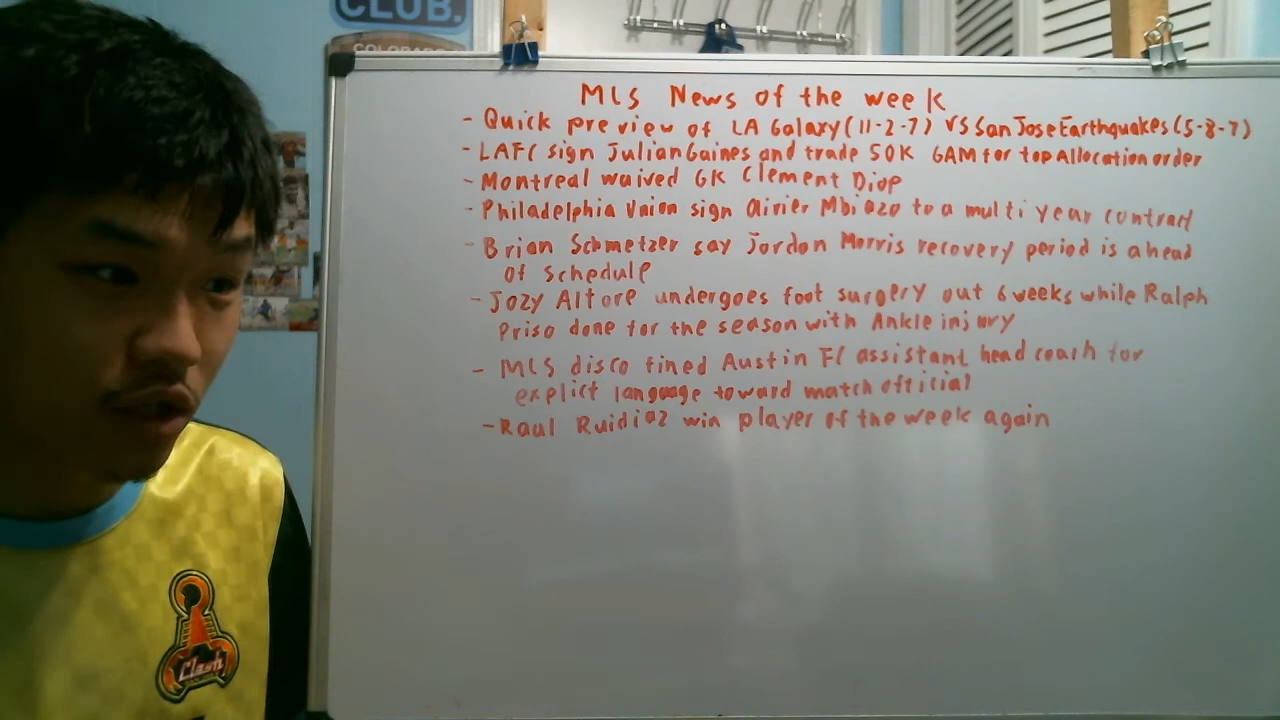 CLUB.
COLORADO
MLS News of the week
- Quick preview of LA Galaxy (11-2-7) vs San Jose Earthquakes (5-8-7)
- LAFC sign Julian Gaines and trade 50K GAM for top Allocation order
- Montreal waived GK Clement Diop
- Philadelphia Union sign Oivier Mbiazo to a multi year contract
- Brian Schmetzer say Jordon Morris recovery period is ahead
of schedule
- Jozy Altore undergoes foot surgery out 6 weeks while Ralph
Priso done for the season with Ankle injury
- MLS disco fined Austin FC assistant head coach for
explict language toward match official
- Raul Ruidiaz win player of the week again
Clash